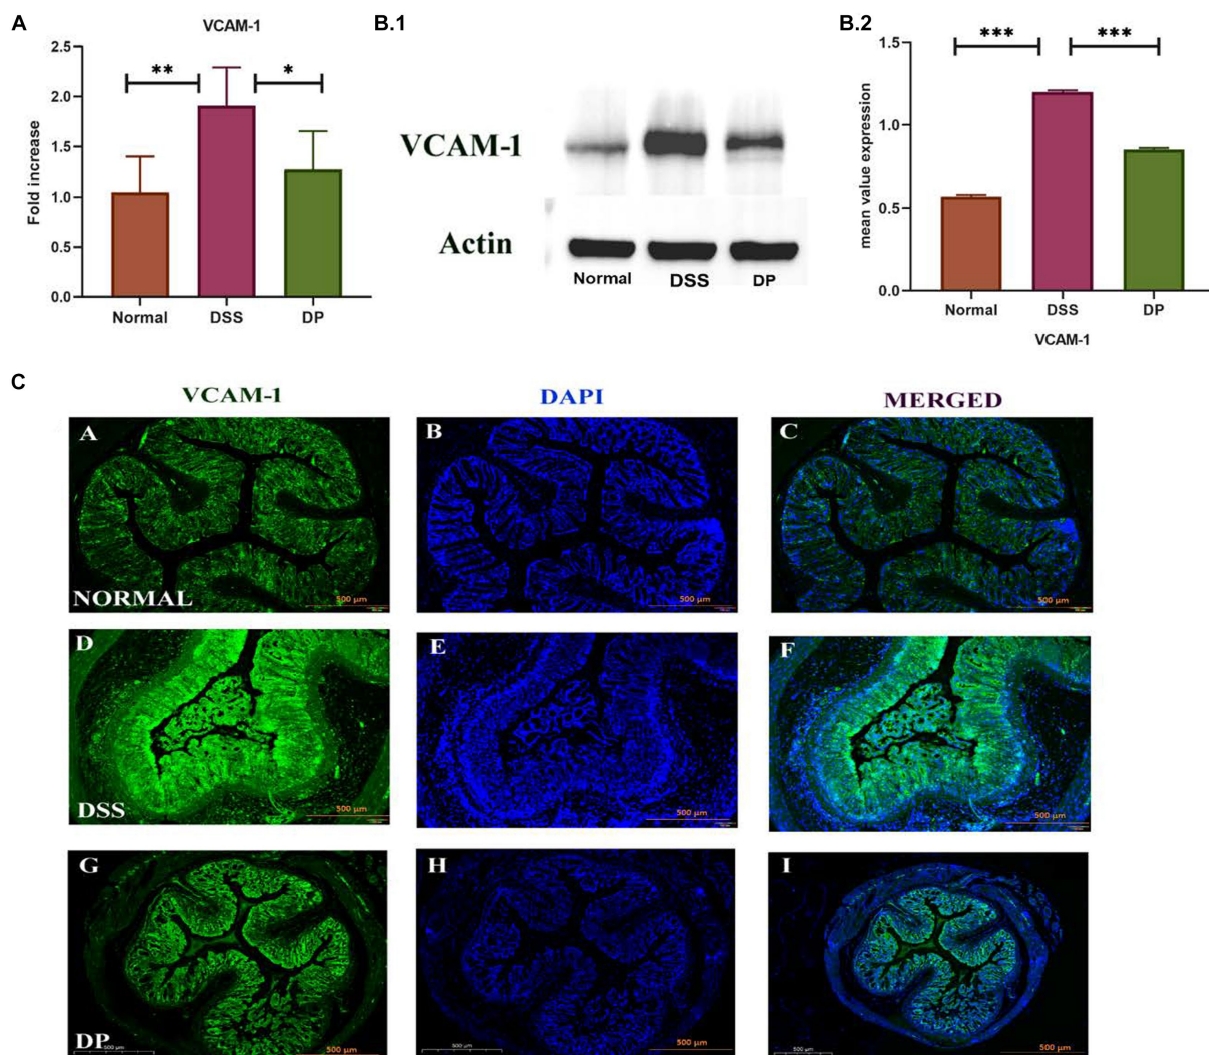 A
VCAM-1
Fold increase
2.5
2.0
1.5
1.0
0.5
0.0
**
*
Normal
DSS
DP
B.1
VCAM-1
Actin
Normal
DSS
DP
B.2
mean value expression
1.5
1.0
0.5
0.0
***
***
Normal
DSS
DP
VCAM-1
C
VCAM-1
DAPI
MERGED
A
NORMAL
500 µm
B
500 µm
C
500 µm
D
DSS
500 µm
E
500 µm
F
500 µm
G
DP
500 µm
500 µm
H
500 µm
500 µm
I
500 µm
500 µm